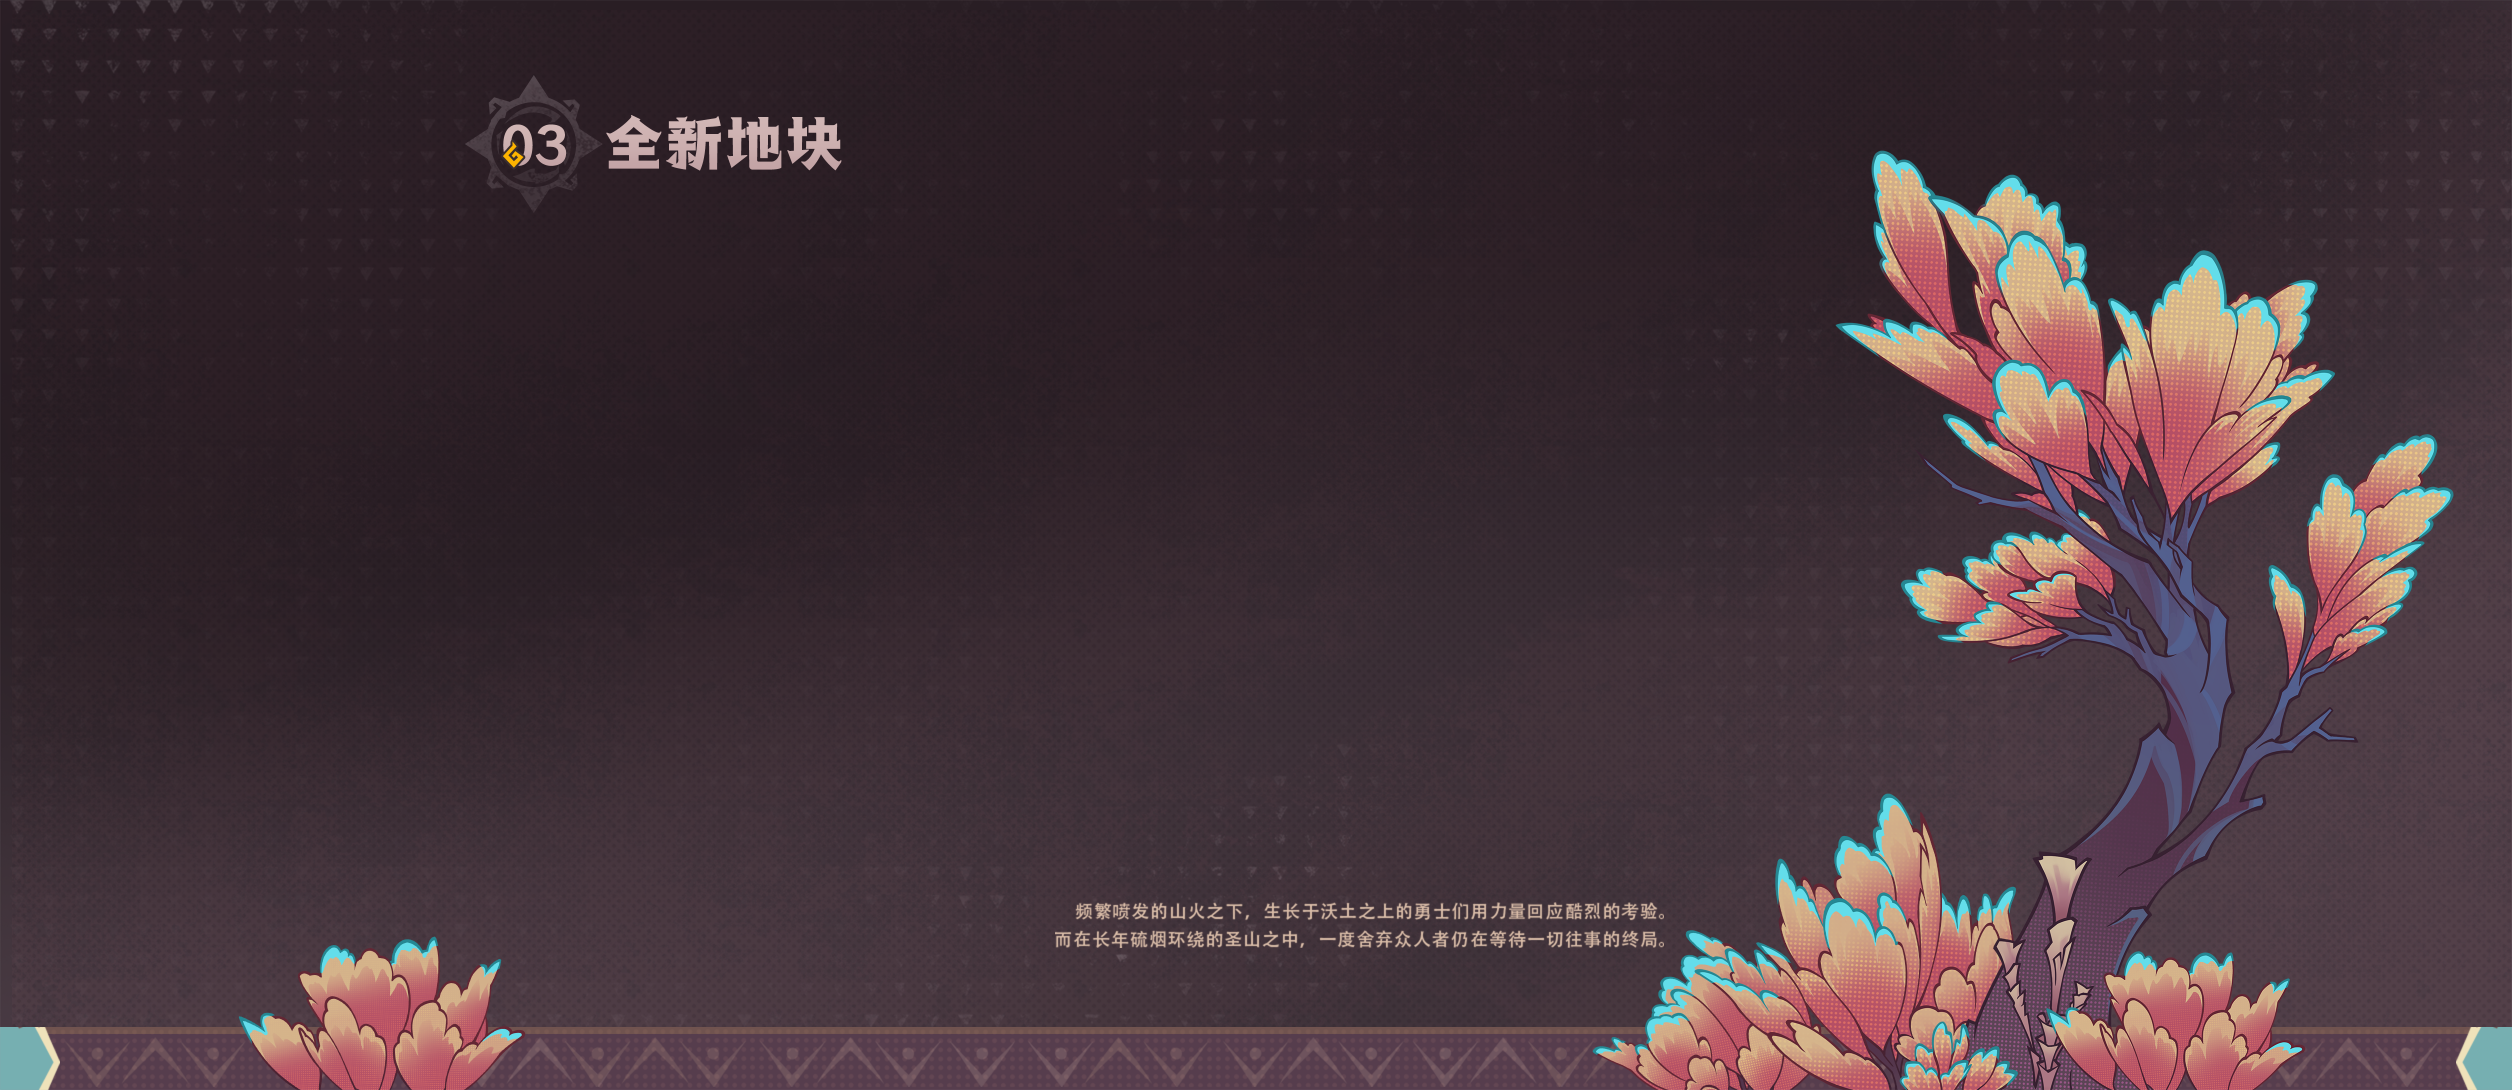 03 全新地块
频繁喷发的山火之下，生长于沃土之上的勇士们用力量回应酷烈的考验。
而在长年硫烟环绕的圣山之中，一度舍弃众人者仍在等待一切往事的终局。